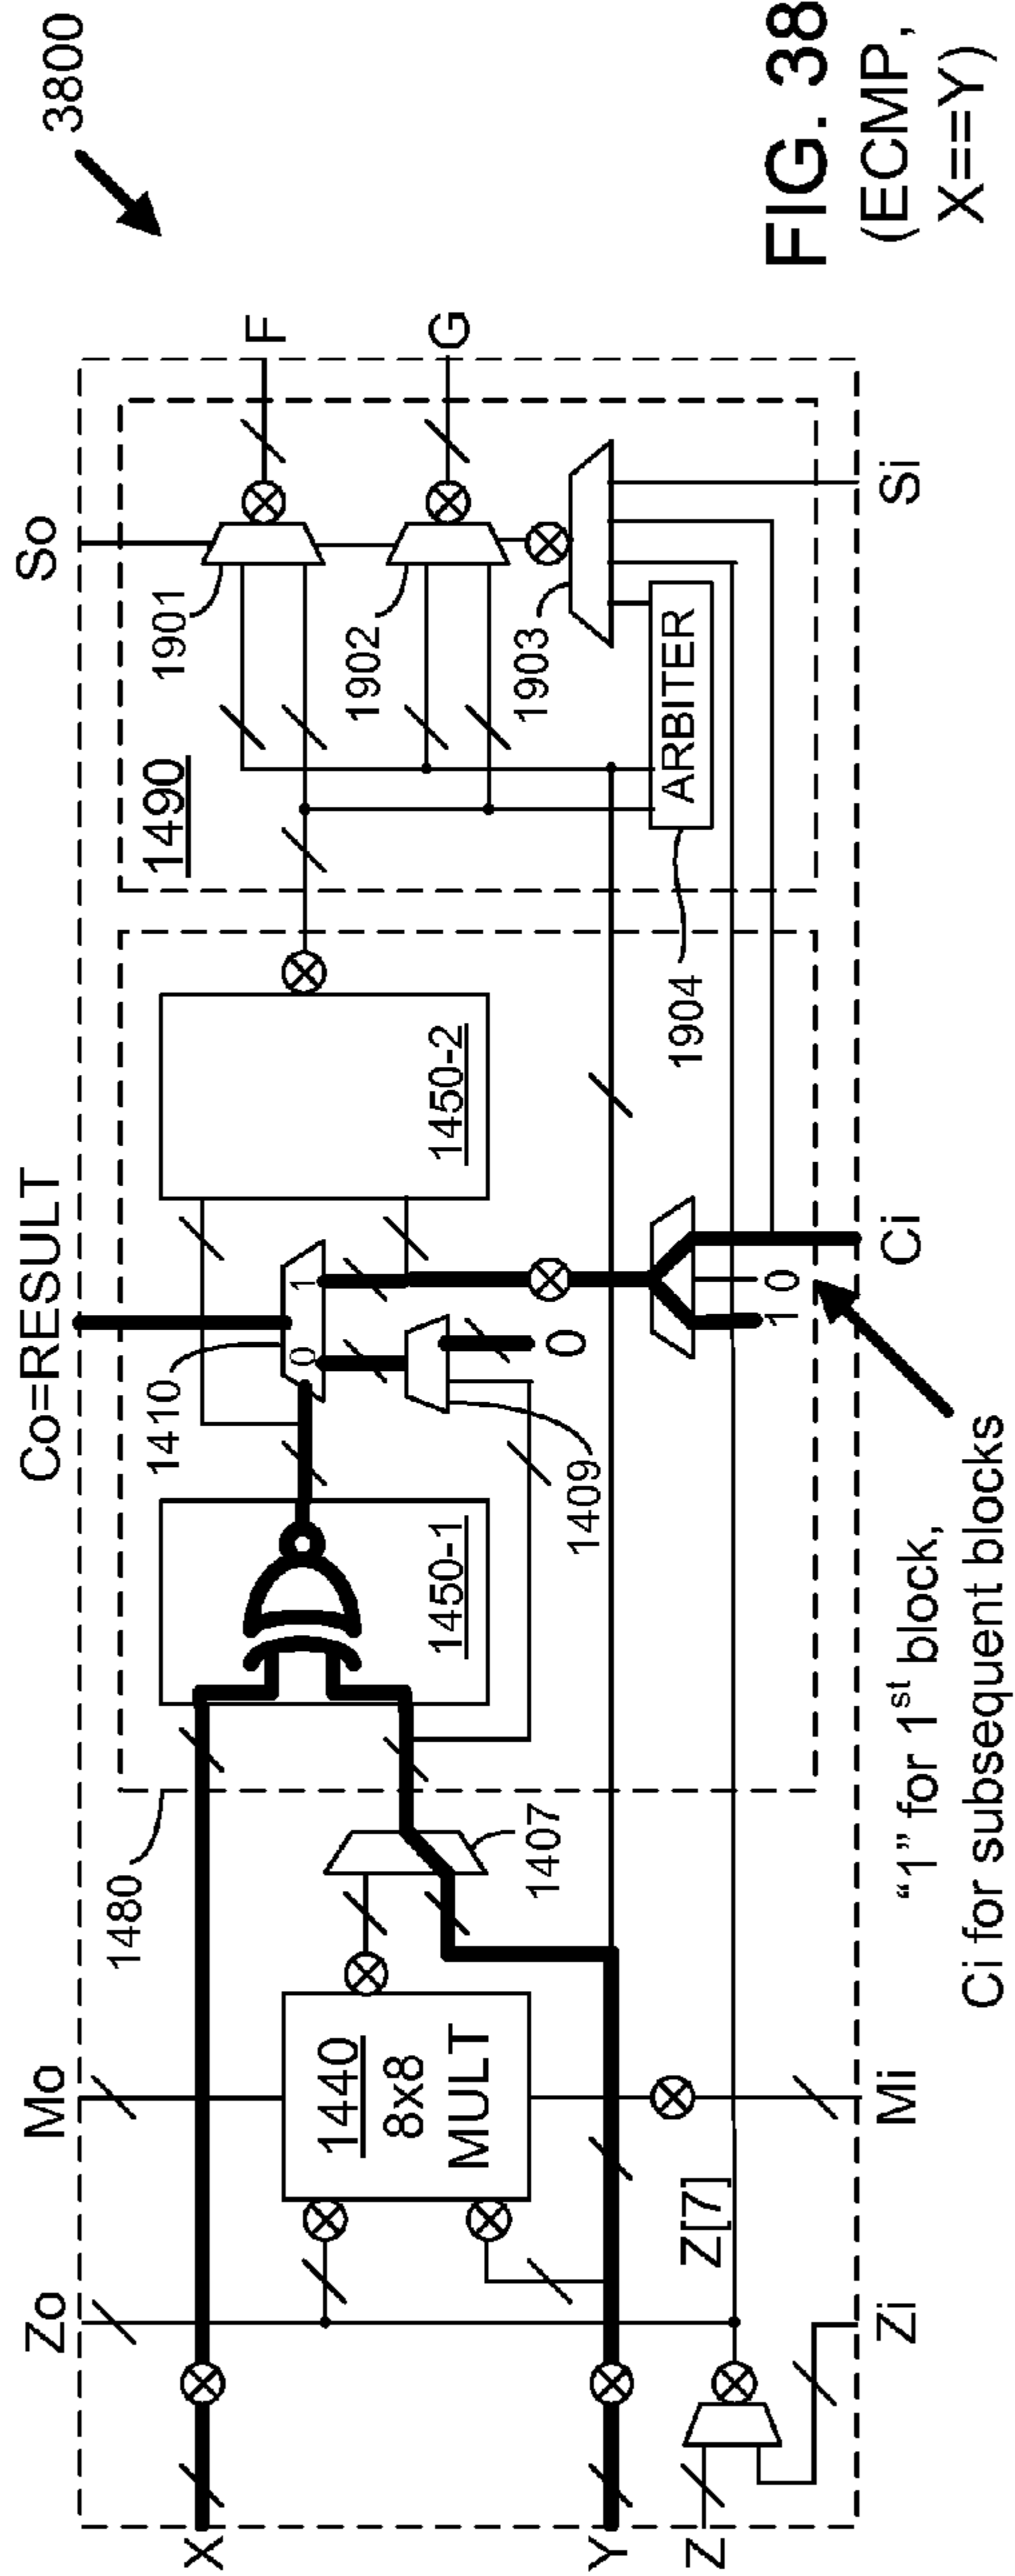 3800
Zo
Mo
Co=RESULT
So
1480
1410
1490
1901
X
F
1440
8x8
MULT
1407
1450-1
0
1
1450-2
1902
G
1409
0
1903
Y
Z[7]
1904
ARBITER
Z
1
0
Zi
Mi
Ci
Si
"1" for 1st block,
Ci for subsequent blocks
FIG. 38
(ECMP,
X==Y)